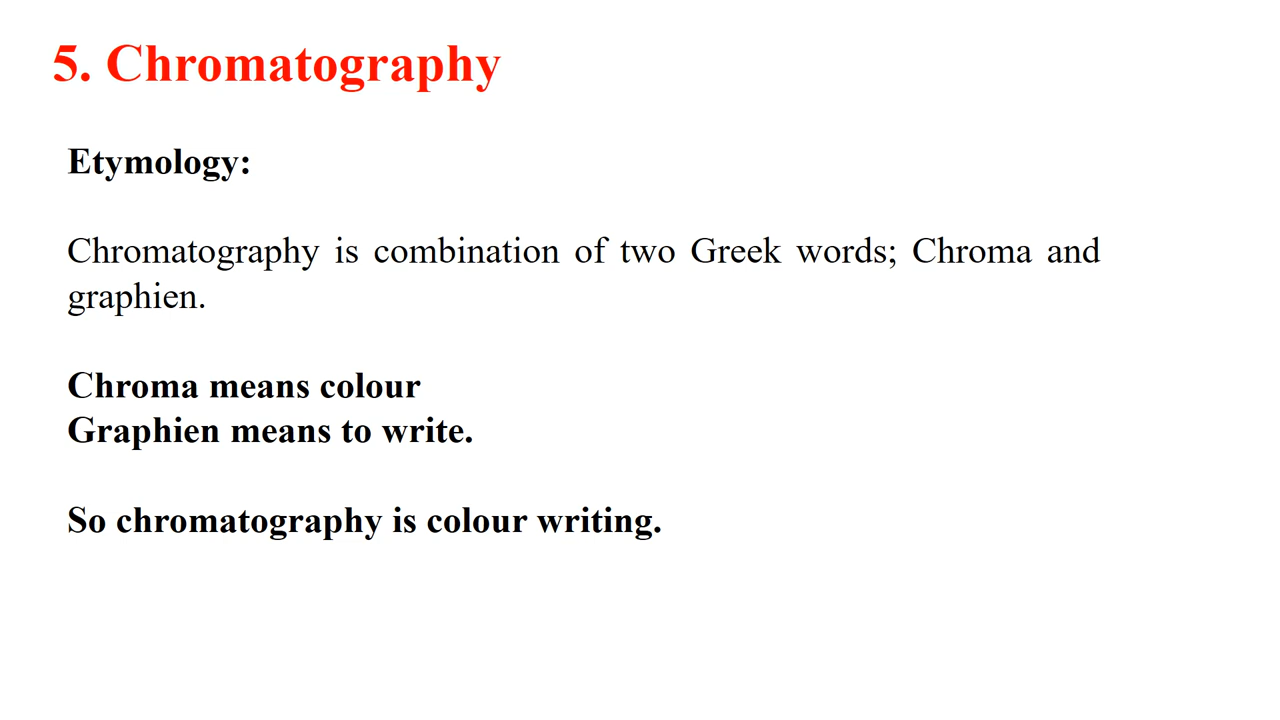 5. Chromatography
Etymology:
Chromatography is combination of two Greek words; Chroma and
graphien.
Chroma means colour
Graphien means to write.
So chromatography is colour writing.